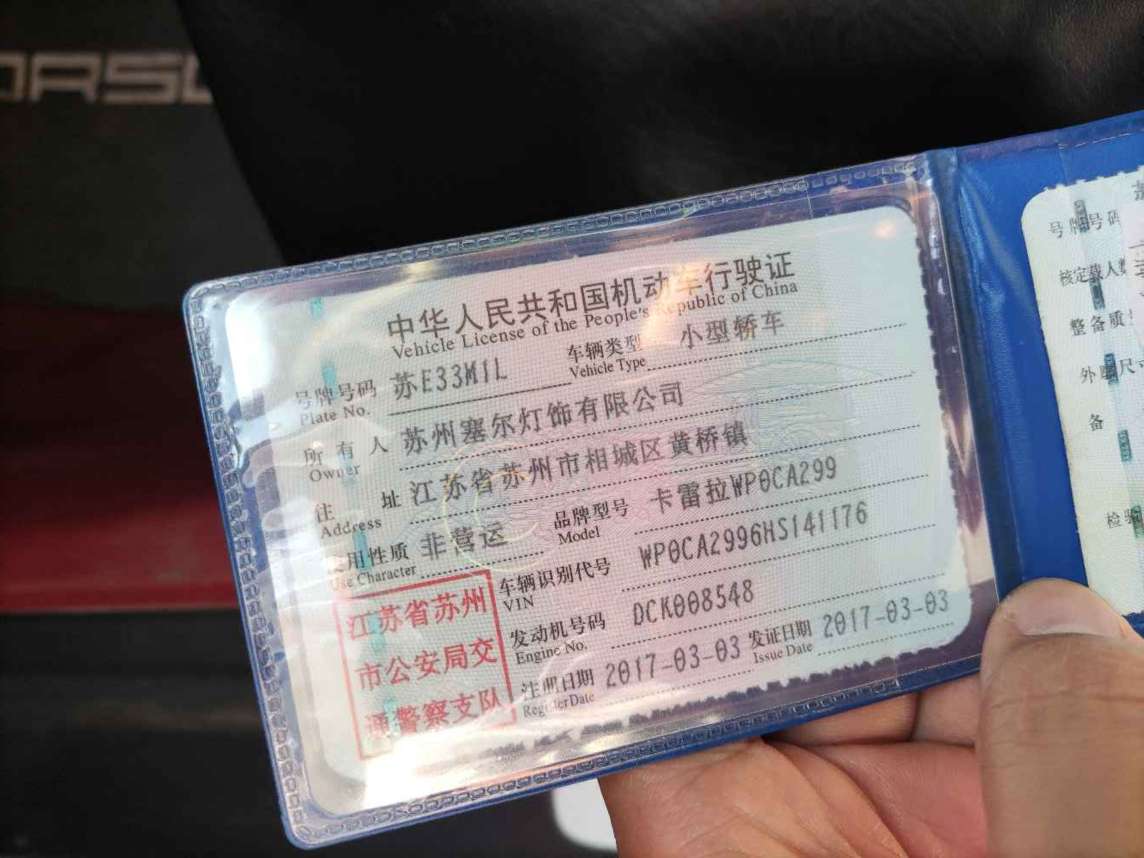 中华人民共和国机动车行驶证
Vehicle License of the People's Republic of China
号牌号码 苏E33M1L 车辆类型 小型轿车
Plate No. Vehicle Type
所有人 苏州塞尔灯饰有限公司
Owner
住址 江苏省苏州市相城区黄桥镇
Address
使用性质 非营运 品牌型号 卡雷拉WP0CA299
Use Character Model
车辆识别代号 WP0CA2996HS141176
VIN
发动机号码 DCK008548
Engine No.
注册日期 2017-03-03 发证日期 2017-03-03
Register Date Issue Date
江苏省苏州
市公安局交
通警察支队
号牌号码
核定载人数
整备质
外廓尺寸
备
检验